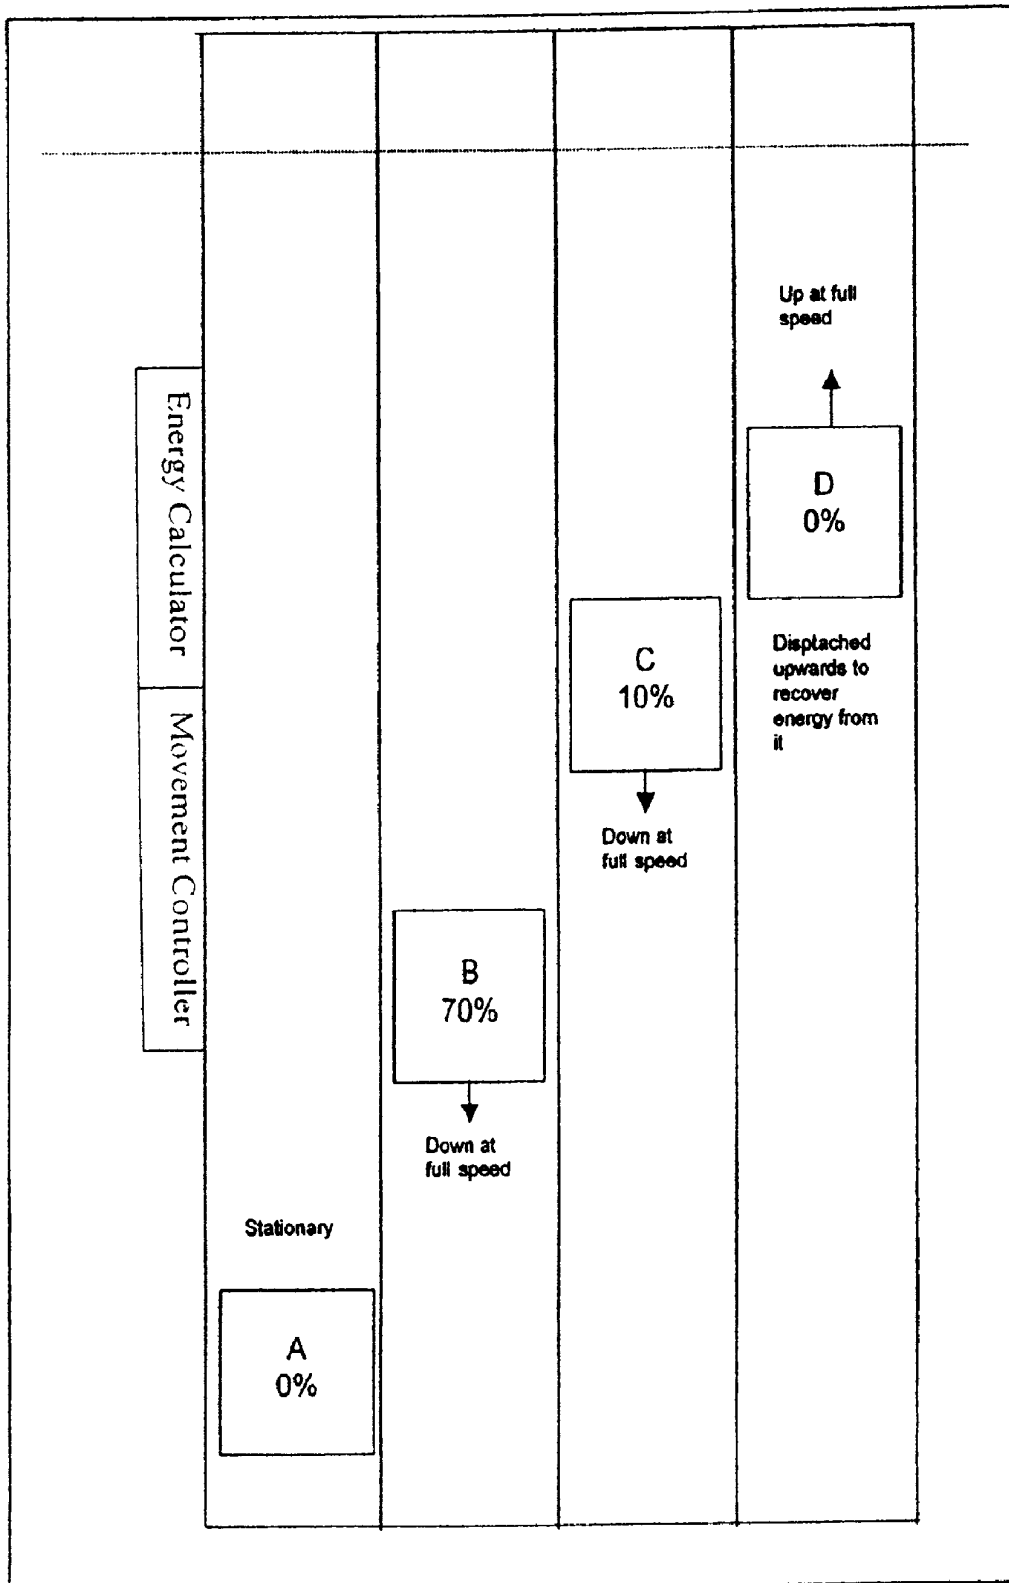 Up at full
speed
Energy Calculator
D
0%
C
10%
Disptached
upwards to
recover
energy from
it
Movement Controller
Down at
full speed
B
70%
Down at
full speed
Stationary
A
0%